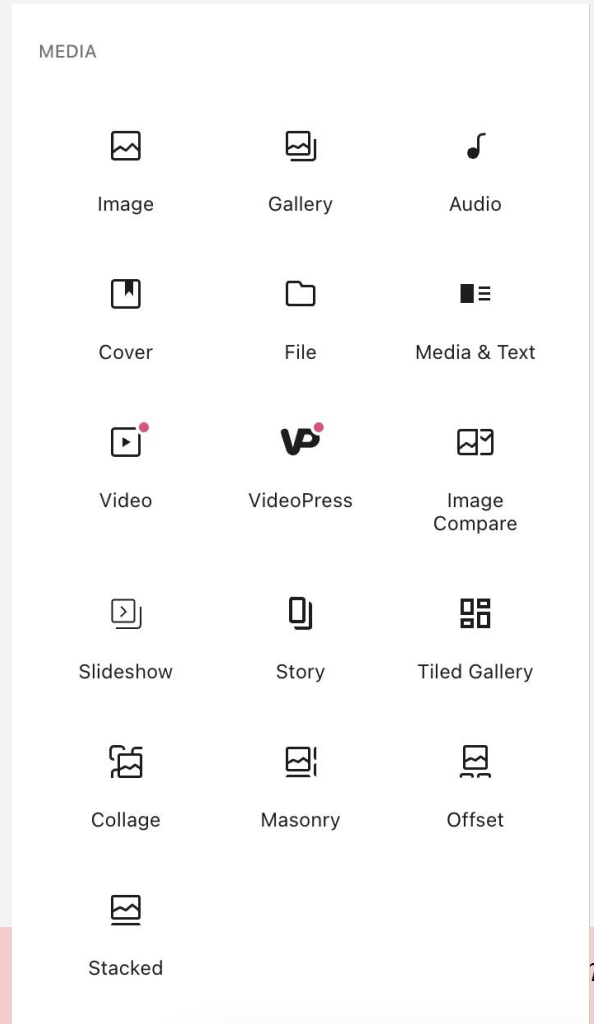 MEDIA
Image
Gallery
Audio
Cover
File
Media & Text
Video
VP
VideoPress
Image
Compare
Slideshow
Story
Tiled Gallery
Collage
Masonry
Offset
Stacked